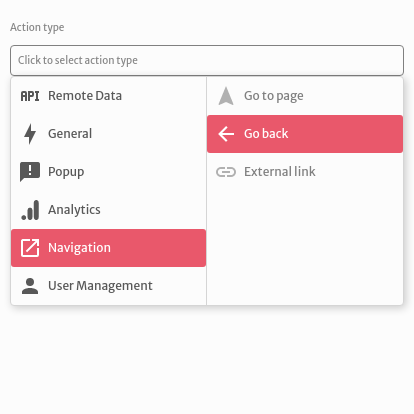 Action type
Click to select action type
API Remote Data
General
Popup
Analytics
Navigation
User Management
Go to page
Go back
External link